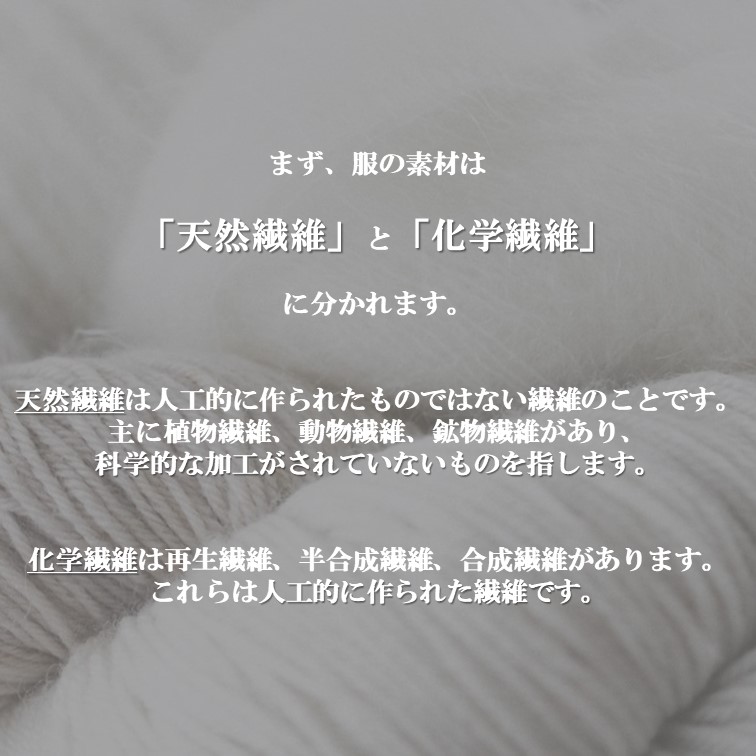 まず、服の素材は
「天然繊維」と「化学繊維」
に分かれます。
天然繊維は人工的に作られたものではない繊維のことです。
主に植物繊維、動物繊維、鉱物繊維があり、
科学的な加工がされていないものを指します。
化学繊維は再生繊維、半合成繊維、合成繊維があります。
これらは人工的に作られた繊維です。